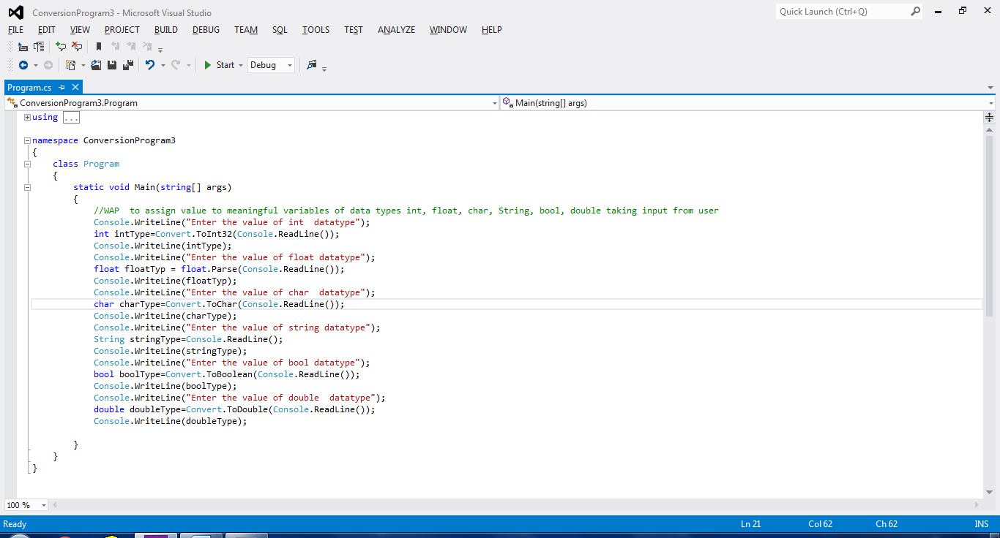 ConversionProgram3 - Microsoft Visual Studio
Quick Launch (Ctrl+Q)
FILE EDIT VIEW PROJECT BUILD DEBUG TEAM SQL TOOLS TEST ANALYZE WINDOW HELP
Start Debug
Program.cs
ConversionProgram3.Program Main(string[] args)
using ...
namespace ConversionProgram3
{
class Program
{
static void Main(string[] args)
{
//WAP  to assign value to meaningful variables of data types int, float, char, String, bool, double taking input from user
Console.WriteLine("Enter the value of int  datatype");
int intType=Convert.ToInt32(Console.ReadLine());
Console.WriteLine(intType);
Console.WriteLine("Enter the value of float datatype");
float floatTyp = float.Parse(Console.ReadLine());
Console.WriteLine(floatTyp);
Console.WriteLine("Enter the value of char  datatype");
char charType=Convert.ToChar(Console.ReadLine());
Console.WriteLine(charType);
Console.WriteLine("Enter the value of string datatype");
String stringType=Console.ReadLine();
Console.WriteLine(stringType);
Console.WriteLine("Enter the value of bool datatype");
bool boolType=Convert.ToBoolean(Console.ReadLine());
Console.WriteLine(boolType);
Console.WriteLine("Enter the value of double  datatype");
double doubleType=Convert.ToDouble(Console.ReadLine());
Console.WriteLine(doubleType);
}
}
}
100 %
Ready Ln 21 Col 62 Ch 62 INS